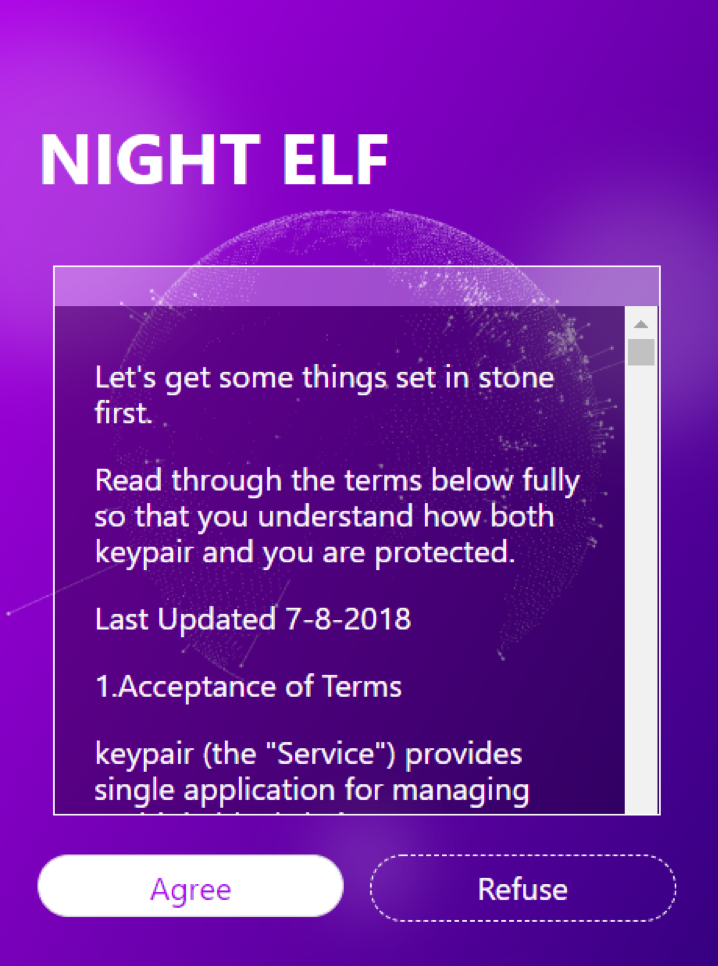 NIGHT ELF
Let's get some things set in stone
first.
Read through the terms below fully
so that you understand how both
keypair and you are protected.
Last Updated 7-8-2018
1.Acceptance of Terms
keypair (the "Service") provides
single application for managing
Agree
Refuse